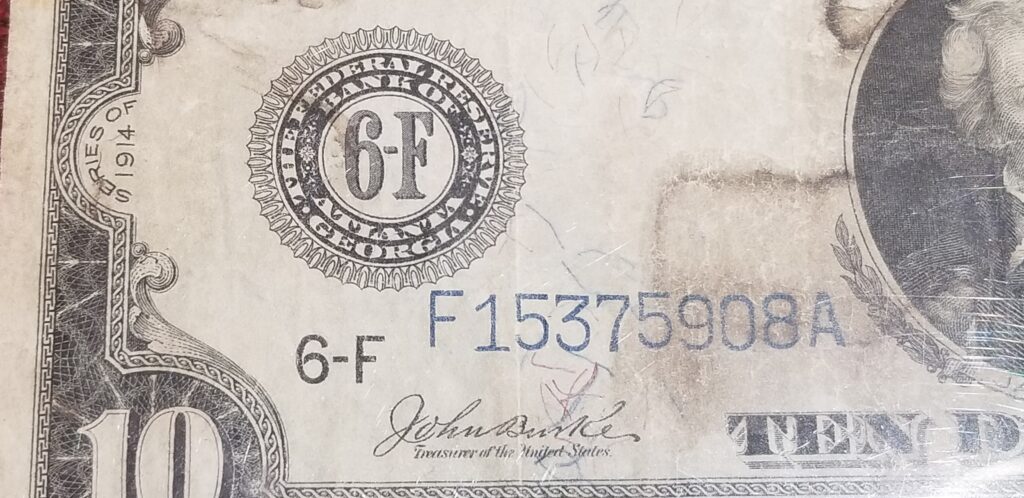 SERIES OF
1914
THE FEDERAL RESERVE
BANK OF
6-F
ATLANTA
GEORGIA
F15375908A
6-F
John Burke
Treasurer of the United States.
TEN D
10